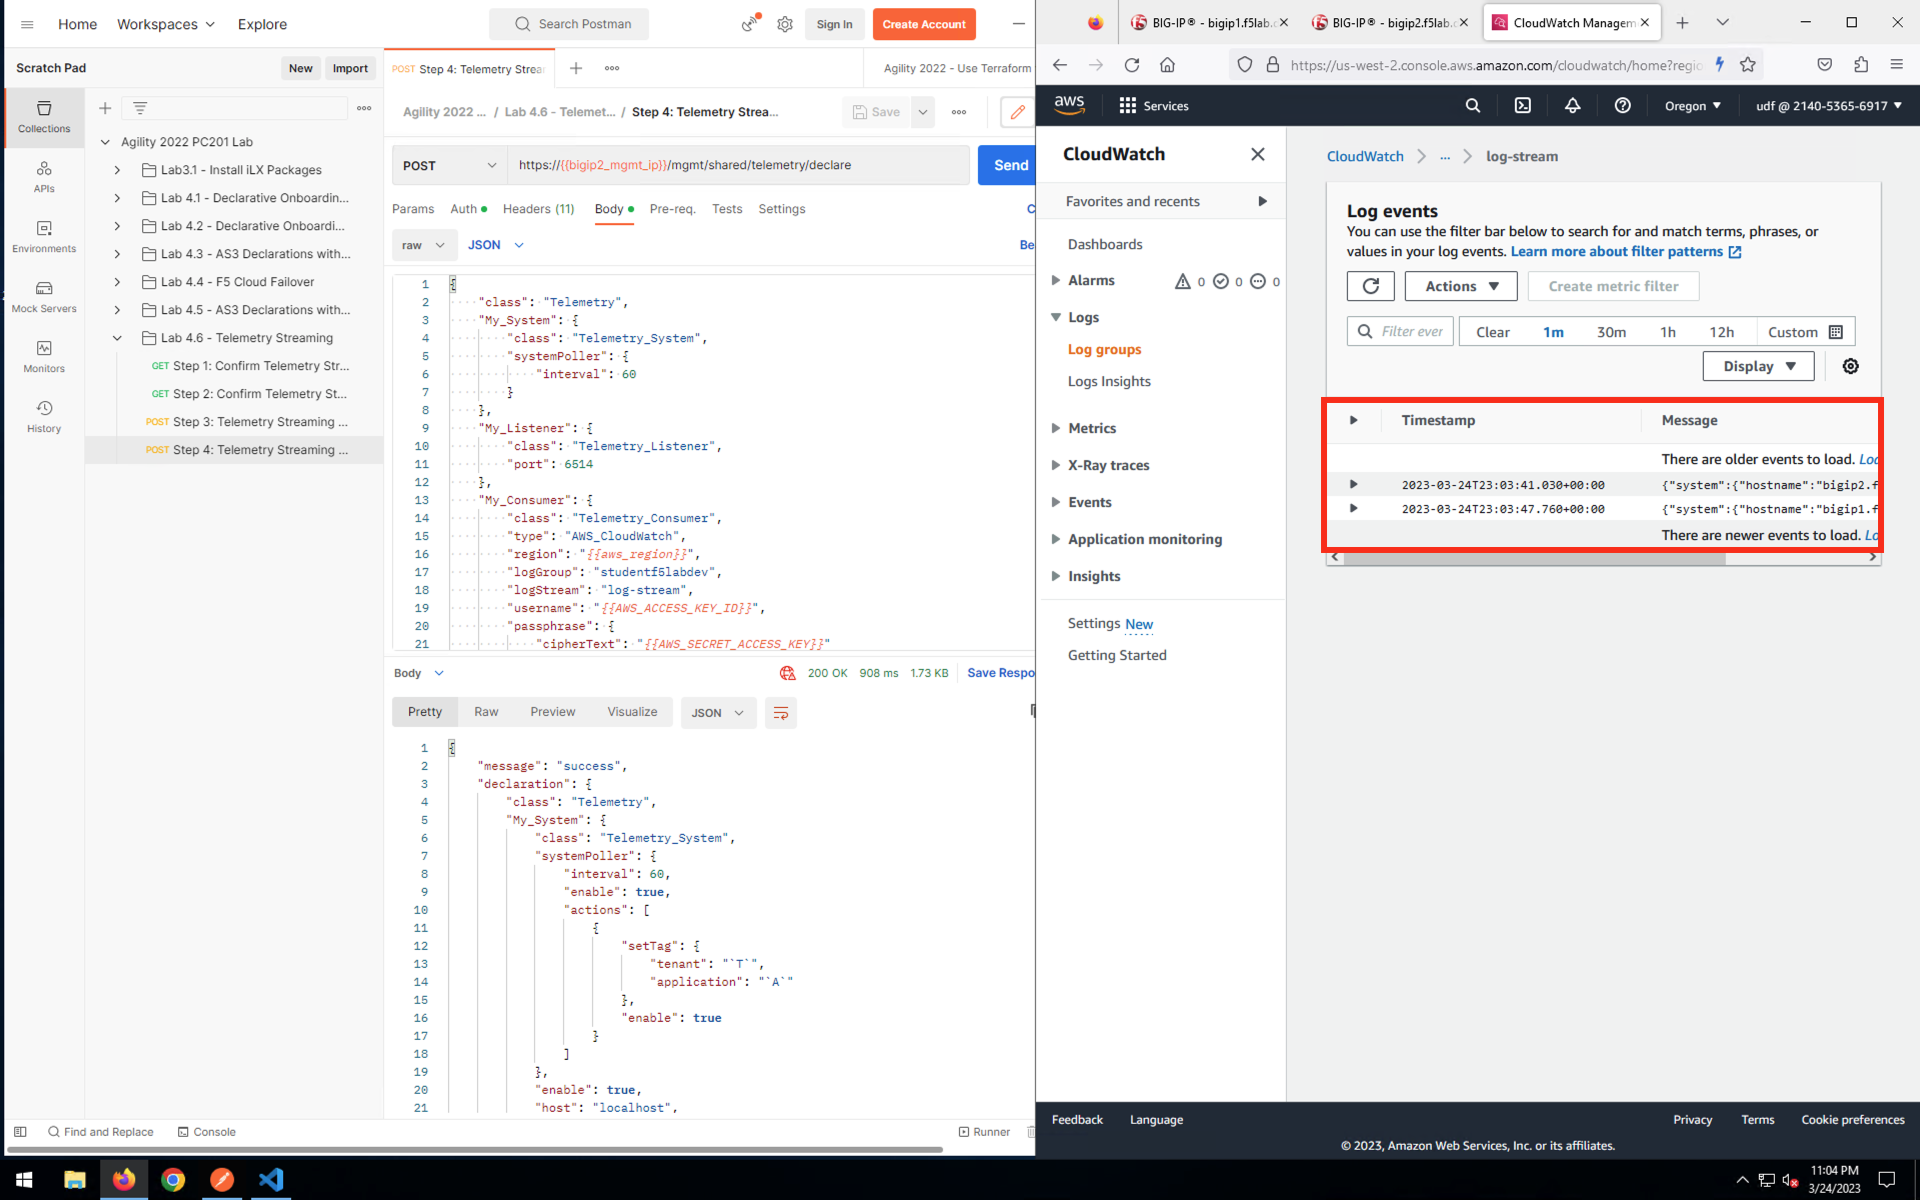 Home
Workspaces
Explore
Search Postman
Sign In
Create Account
Scratch Pad
New
Import
Collections
APIs
Environments
Mock Servers
Monitors
History
Agility 2022 PC201 Lab
Lab3.1 - Install iLX Packages
Lab 4.1 - Declarative Onboardin...
Lab 4.2 - Declarative Onboardi...
Lab 4.3 - AS3 Declarations with...
Lab 4.4 - F5 Cloud Failover
Lab 4.5 - AS3 Declarations with...
Lab 4.6 - Telemetry Streaming
GET Step 1: Confirm Telemetry Str...
GET Step 2: Confirm Telemetry St...
POST Step 3: Telemetry Streaming ...
POST Step 4: Telemetry Streaming ...
POST Step 4: Telemetry Strea
Agility 2022 - Use Terraform
Agility 2022 ... / Lab 4.6 - Telemet... / Step 4: Telemetry Strea...
Save
POST
https://{{bigip2_mgmt_ip}}/mgmt/shared/telemetry/declare
Send
Params Auth Headers (11) Body Pre-req. Tests Settings C
raw JSON Be
1 {
2 "class": "Telemetry",
3 "My_System": {
4 "class": "Telemetry_System",
5 "systemPoller": {
6 "interval": 60
7 }
8 },
9 "My_Listener": {
10 "class": "Telemetry_Listener",
11 "port": 6514
12 },
13 "My_Consumer": {
14 "class": "Telemetry_Consumer",
15 "type": "AWS_CloudWatch",
16 "region": "{{aws_region}}",
17 "logGroup": "studentf5labdev",
18 "logStream": "log-stream",
19 "username": "{{AWS_ACCESS_KEY_ID}}",
20 "passphrase": {
21 "cipherText": "{{AWS_SECRET_ACCESS_KEY}}"
Body 200 OK 908 ms 1.73 KB Save Respo
Pretty Raw Preview Visualize JSON
1 {
2 "message": "success",
3 "declaration": {
4 "class": "Telemetry",
5 "My_System": {
6 "class": "Telemetry_System",
7 "systemPoller": {
8 "interval": 60,
9 "enable": true,
10 "actions": [
11 {
12 "setTag": {
13 "tenant": "`T`",
14 "application": "`A`"
15 },
16 "enable": true
17 }
18 ]
19 },
20 "enable": true,
21 "host": "localhost",
Find and Replace
Console
Runner
BIG-IP® - bigip1.f5lab.c
BIG-IP® - bigip2.f5lab.c
CloudWatch Managem
https://us-west-2.console.aws.amazon.com/cloudwatch/home?regio
aws
Services
Oregon
udf @ 2140-5365-6917
CloudWatch
Favorites and recents
Dashboards
Alarms 0 0 0
Logs
Log groups
Logs Insights
Metrics
X-Ray traces
Events
Application monitoring
Insights
Settings New
Getting Started
CloudWatch ... log-stream
Log events
You can use the filter bar below to search for and match terms, phrases, or
values in your log events. Learn more about filter patterns
Actions
Create metric filter
Filter ever
Clear 1m 30m 1h 12h Custom
Display
Timestamp Message
There are older events to load. Loa
2023-03-24T23:03:41.030+00:00 {"system":{"hostname":"bigip2.f
2023-03-24T23:03:47.760+00:00 {"system":{"hostname":"bigip1.f
There are newer events to load. Lo
Feedback Language Privacy Terms Cookie preferences
© 2023, Amazon Web Services, Inc. or its affiliates.
11:04 PM
3/24/2023